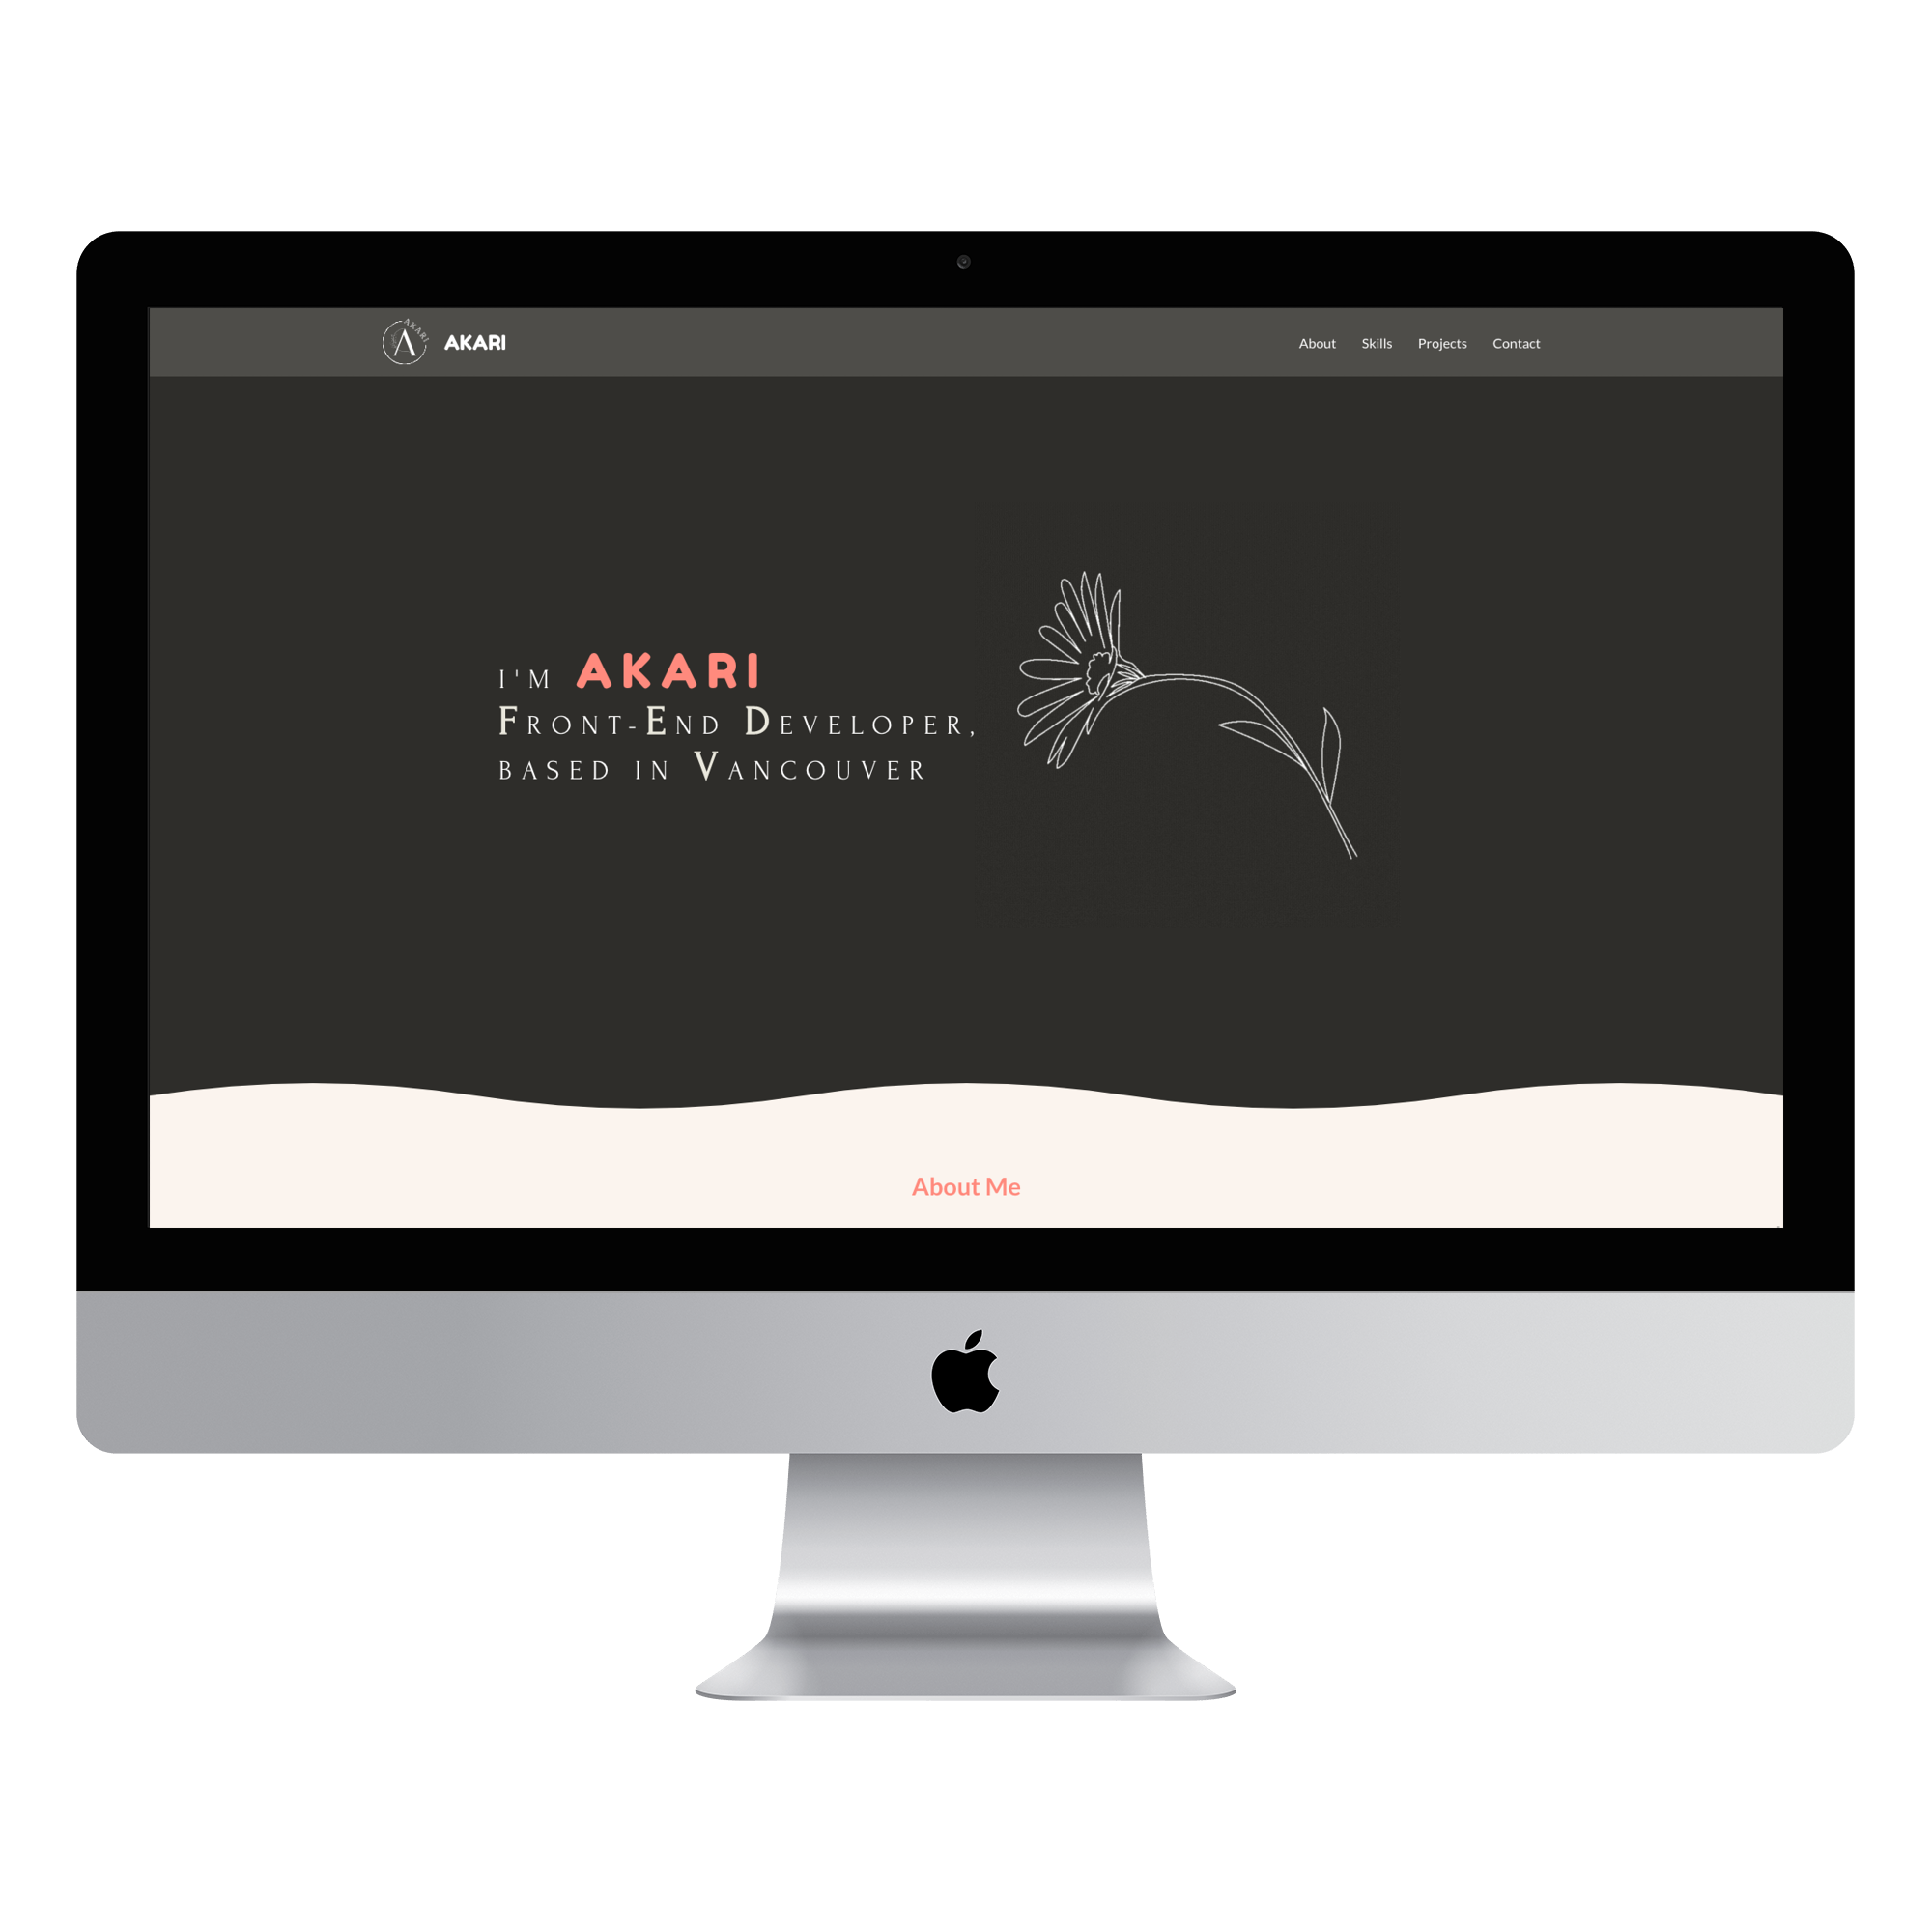 AKARI
A
AKARI
About Skills Projects Contact
I'M AKARI
FRONT-END DEVELOPER,
BASED IN VANCOUVER
About Me